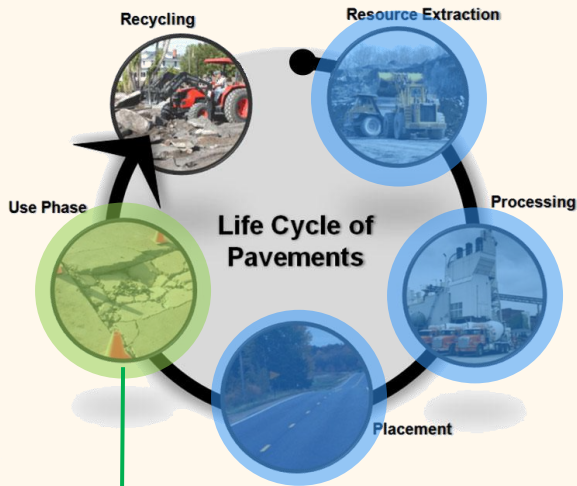 Recycling
Resource Extraction
Use Phase
Processing
Life Cycle of
Pavements
Placement